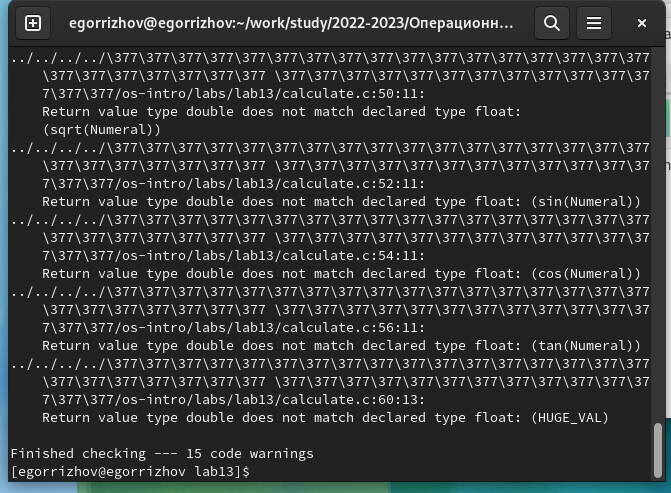 egorrizhov@egorrizhov:~/work/study/2022-2023/Операционн...
../../../../\377\377\377\377\377\377\377\377\377\377\377\377\377\377\377\377\377
\377\377\377\377\377\377\377 \377\377\377\377\377\377\377\377\377\377\377\37
7\377\377/os-intro/labs/lab13/calculate.c:50:11:
Return value type double does not match declared type float:
(sqrt(Numeral))
../../../../\377\377\377\377\377\377\377\377\377\377\377\377\377\377\377\377\377
\377\377\377\377\377\377\377 \377\377\377\377\377\377\377\377\377\377\377\37
7\377\377/os-intro/labs/lab13/calculate.c:52:11:
Return value type double does not match declared type float: (sin(Numeral))
../../../../\377\377\377\377\377\377\377\377\377\377\377\377\377\377\377\377\377
\377\377\377\377\377\377\377 \377\377\377\377\377\377\377\377\377\377\377\37
7\377\377/os-intro/labs/lab13/calculate.c:54:11:
Return value type double does not match declared type float: (cos(Numeral))
../../../../\377\377\377\377\377\377\377\377\377\377\377\377\377\377\377\377\377
\377\377\377\377\377\377\377 \377\377\377\377\377\377\377\377\377\377\377\37
7\377\377/os-intro/labs/lab13/calculate.c:56:11:
Return value type double does not match declared type float: (tan(Numeral))
../../../../\377\377\377\377\377\377\377\377\377\377\377\377\377\377\377\377\377
\377\377\377\377\377\377\377 \377\377\377\377\377\377\377\377\377\377\377\37
7\377\377/os-intro/labs/lab13/calculate.c:60:13:
Return value type double does not match declared type float: (HUGE_VAL)
Finished checking --- 15 code warnings
[egorrizhov@egorrizhov lab13]$